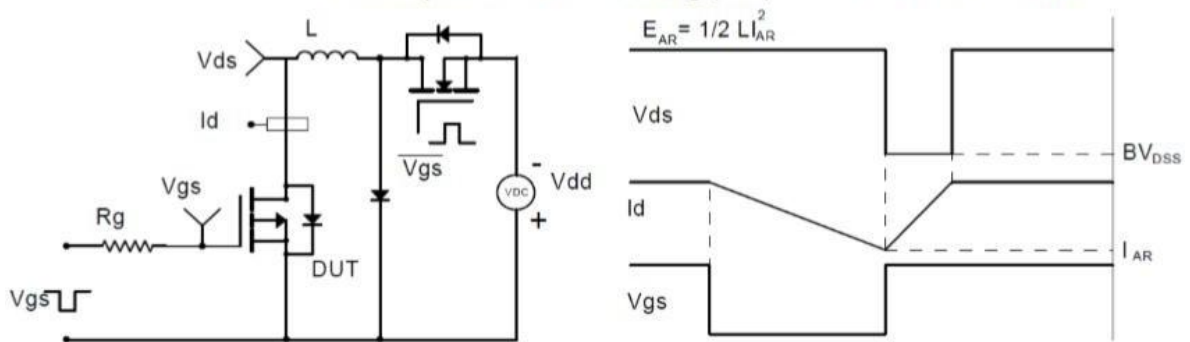 L
Vds
Id
Vgs
Vgs
Rg
DUT
Vgs
VDC
-
+
Vdd
E_AR = 1/2 LI_AR^2
Vds
BV_DSS
Id
I_AR
Vgs